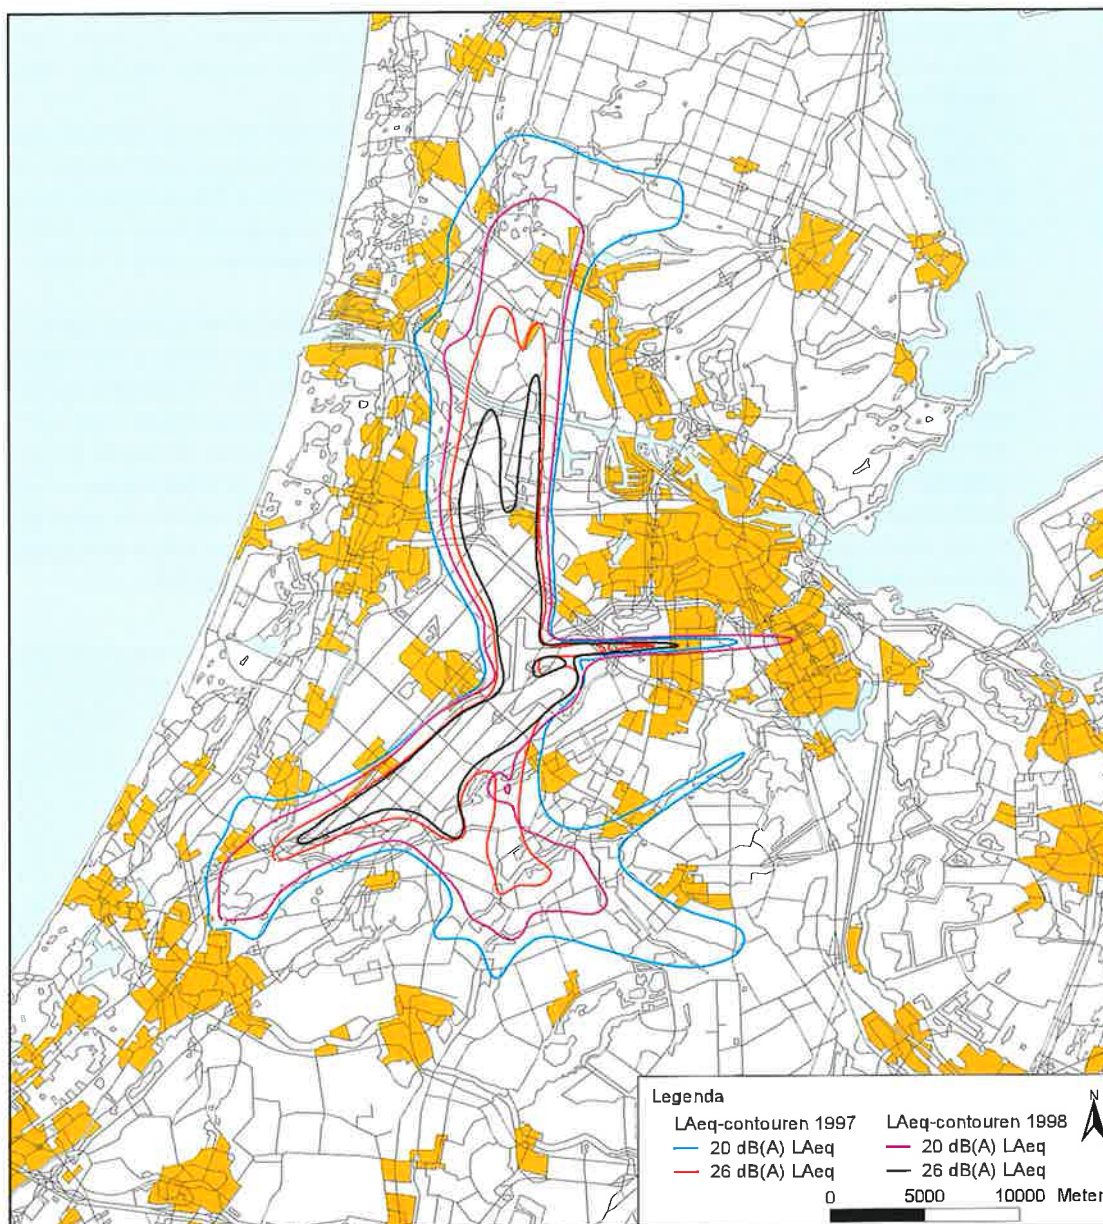 Legenda
LAeq-contouren 1997 LAeq-contouren 1998
20 dB(A) LAeq 20 dB(A) LAeq
26 dB(A) LAeq 26 dB(A) LAeq
N
0 5000 10000 Meter